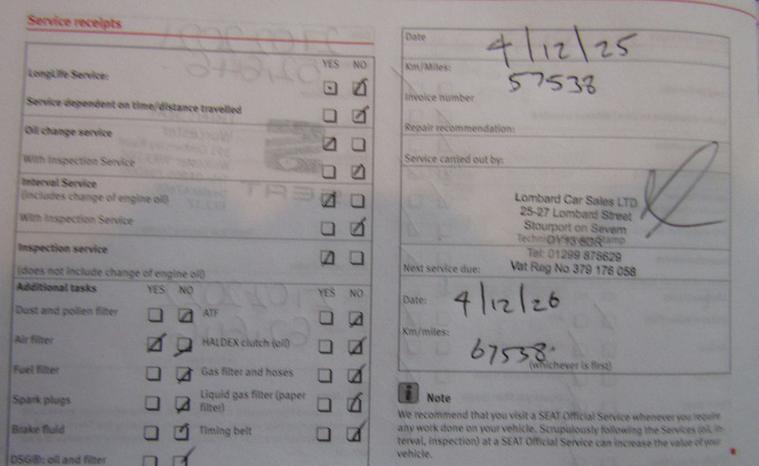 Service receipts
YES NO
LongLife Service:
Service dependent on time/distance travelled
Oil change service
With Inspection Service
Interval Service
(includes change of engine oil)
With Inspection Service
Inspection service
(does not include change of engine oil)
Additional tasks YES NO YES NO
Dust and pollen filter ATF
Air filter HALDEX clutch (oil)
Fuel filter Gas filter and hoses
Spark plugs Liquid gas filter (paper
filter)
Brake fluid Timing belt
DSG®: oil and filter
Date 4/12/25
Km/Miles: 57538
Invoice number
Repair recommendation:
Service carried out by:
Lombard Car Sales LTD
25-27 Lombard Street
Stourport on Severn
DY13 8DR
Tel: 01299 878629
Vat Reg No 379 176 058
Next service due:
Date: 4/12/26
Km/miles: 67538
(whichever is first)
i Note
We recommend that you visit a SEAT Official Service whenever you require
any work done on your vehicle. Scrupulously following the Services (oil, in-
terval, inspection) at a SEAT Official Service can increase the value of your
vehicle.